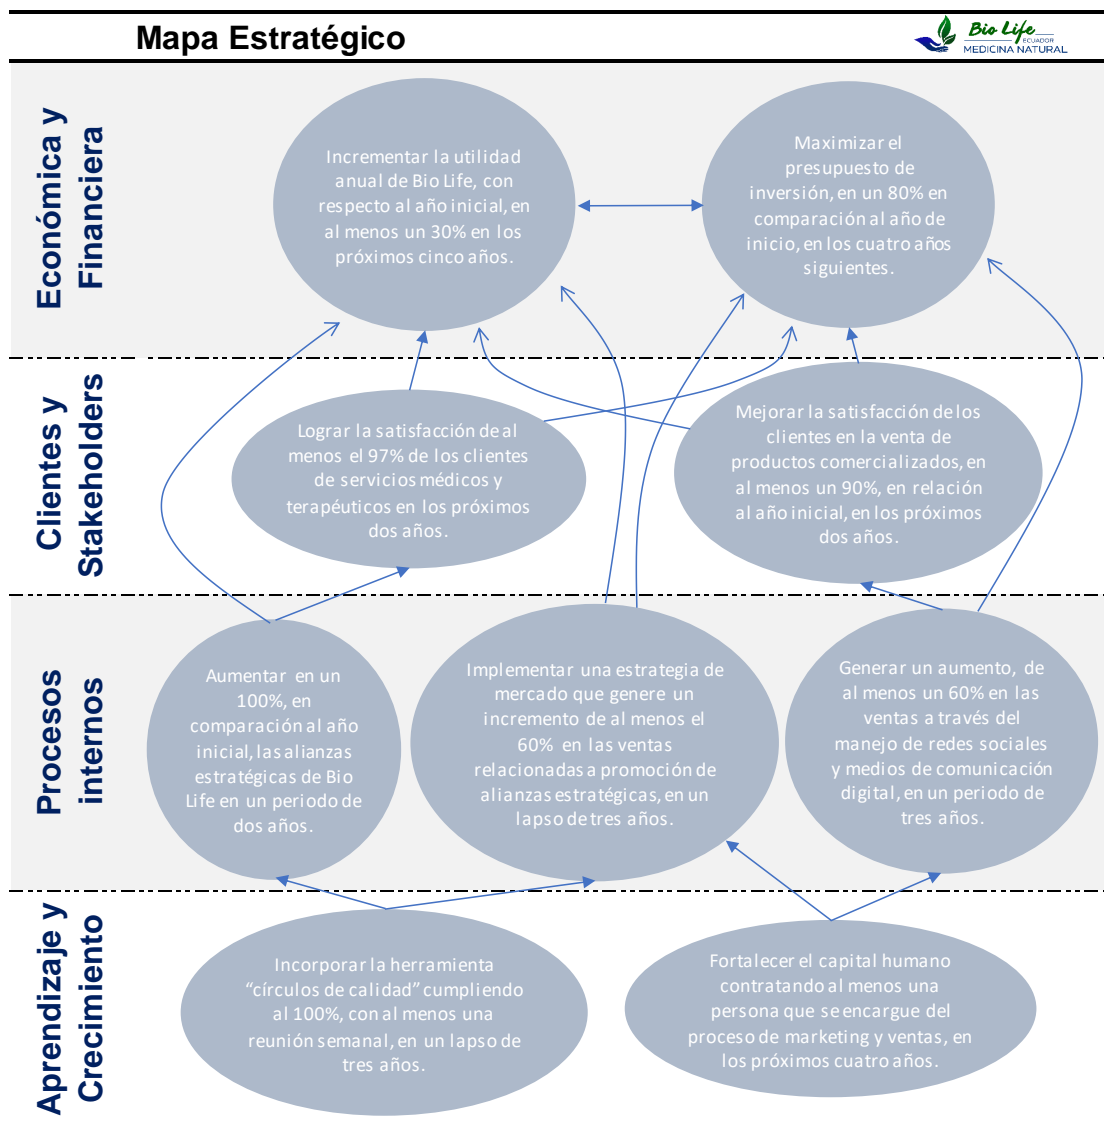 Mapa Estratégico
Bio Life
ECUADOR
MEDICINA NATURAL
Económica y
Financiera
Incrementar la utilidad
anual de Bio Life, con
respecto al año inicial, en
al menos un 30% en los
próximos cinco años.
Maximizar el
presupuesto de
inversión, en un 80% en
comparación al año de
inicio, en los cuatro años
siguientes.
Clientes y
Stakeholders
Lograr la satisfacción de al
menos el 97% de los clientes
de servicios médicos y
terapéuticos en los próximos
dos años.
Mejorar la satisfacción de los
clientes en la venta de
productos comercializados, en
al menos un 90%, en relación
al año inicial, en los próximos
dos años.
Procesos
internos
Aumentar en un
100%, en
comparación al año
inicial, las alianzas
estratégicas de Bio
Life en un periodo de
dos años.
Implementar una estrategia de
mercado que genere un
incremento de al menos el
60% en las ventas
relacionadas a promoción de
alianzas estratégicas, en un
lapso de tres años.
Generar un aumento, de
al menos un 60% en las
ventas a través del
manejo de redes sociales
y medios de comunicación
digital, en un periodo de
tres años.
Aprendizaje y
Crecimiento
Incorporar la herramienta
“círculos de calidad” cumpliendo
al 100%, con al menos una
reunión semanal, en un lapso de
tres años.
Fortalecer el capital humano
contratando al menos una
persona que se encargue del
proceso de marketing y ventas, en
los próximos cuatro años.